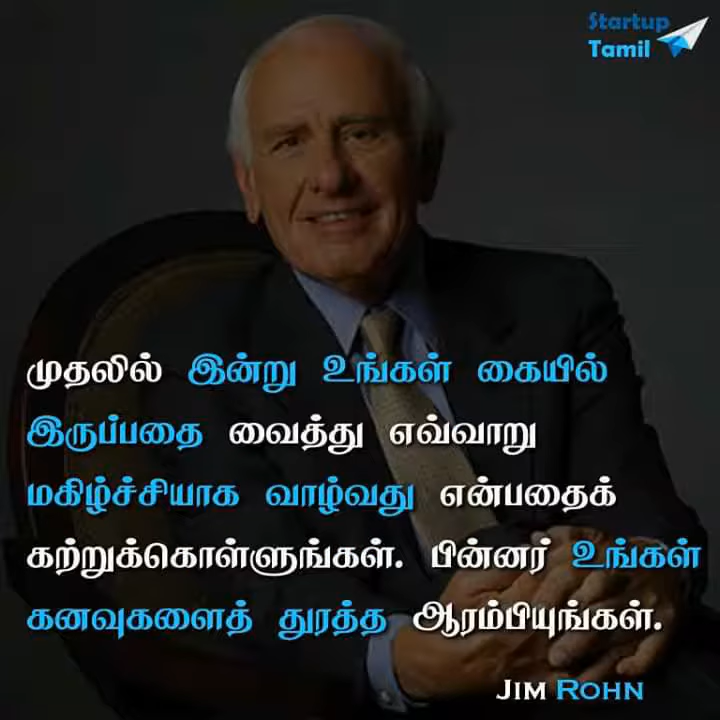 Startup
Tamil
முதலில் இன்று உங்கள் கையில்
இருப்பதை வைத்து எவ்வாறு
மகிழ்ச்சியாக வாழ்வது என்பதைக்
கற்றுக்கொள்ளுங்கள். பின்னர் உங்கள்
கனவுகளைத் துரத்த ஆரம்பியுங்கள்.
JIM ROHN